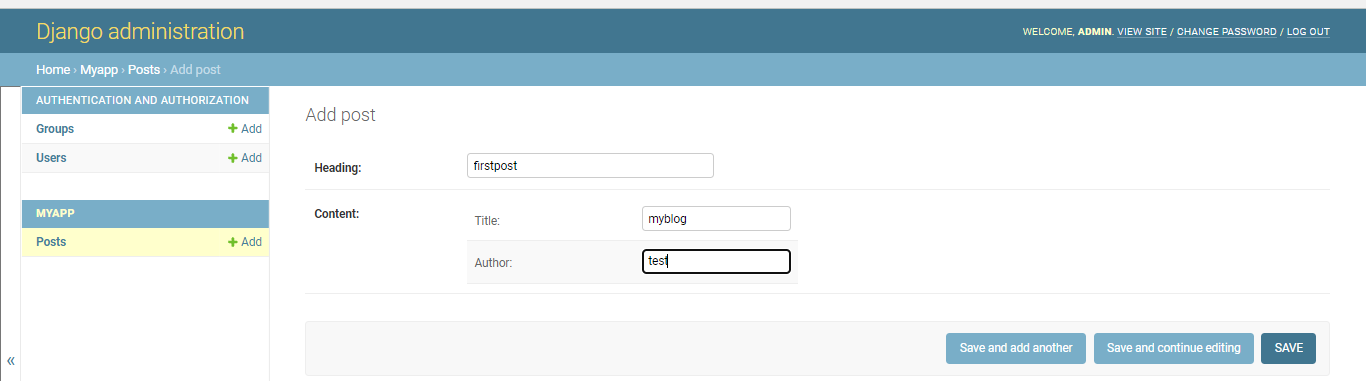 Django administration
WELCOME, ADMIN. VIEW SITE / CHANGE PASSWORD / LOG OUT
Home › Myapp › Posts › Add post
AUTHENTICATION AND AUTHORIZATION
Groups + Add
Users + Add
MYAPP
Posts + Add
«
Add post
Heading: firstpost
Content:
Title: myblog
Author: test
Save and add another
Save and continue editing
SAVE